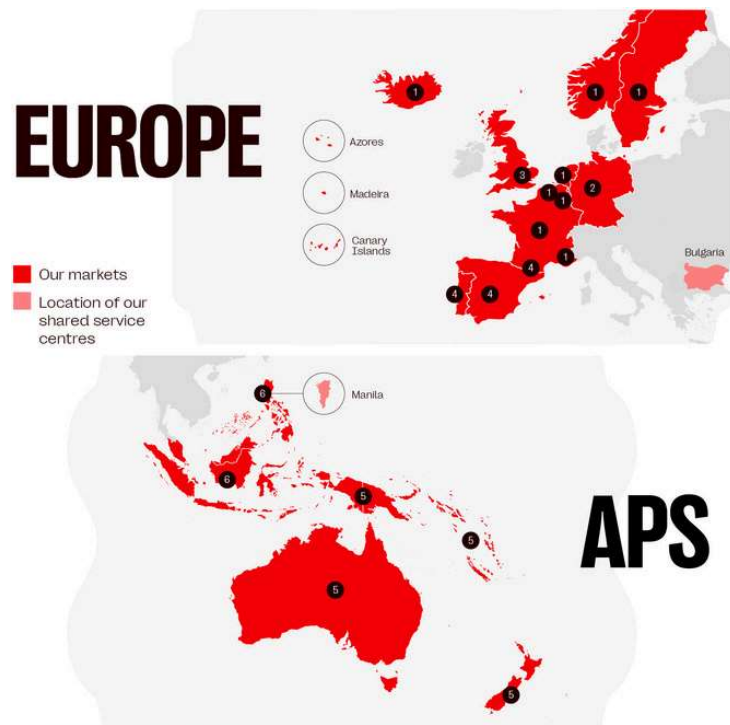 EUROPE
1
1
1
Azores
Madeira
Canary
Islands
3
1
1
1
2
1
1
4
4
4
Bulgaria
Our markets
Location of our
shared service
centres
6
Manila
6
5
5
5
5
APS